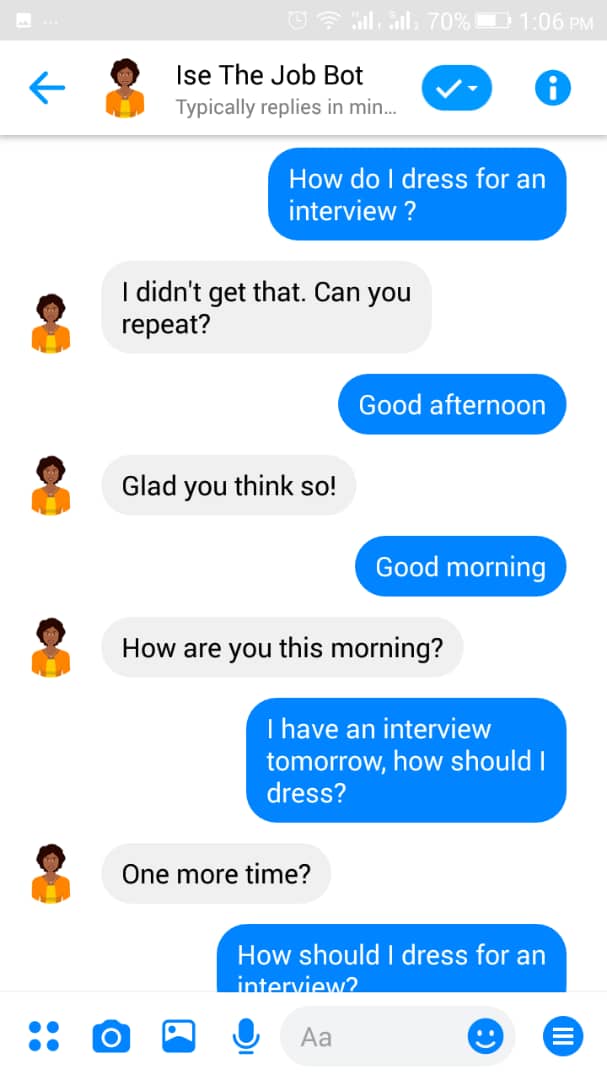 70% 1:06 PM
Ise The Job Bot
Typically replies in min...
How do I dress for an
interview ?
I didn't get that. Can you
repeat?
Good afternoon
Glad you think so!
Good morning
How are you this morning?
I have an interview
tomorrow, how should I
dress?
One more time?
How should I dress for an
interview?
Aa